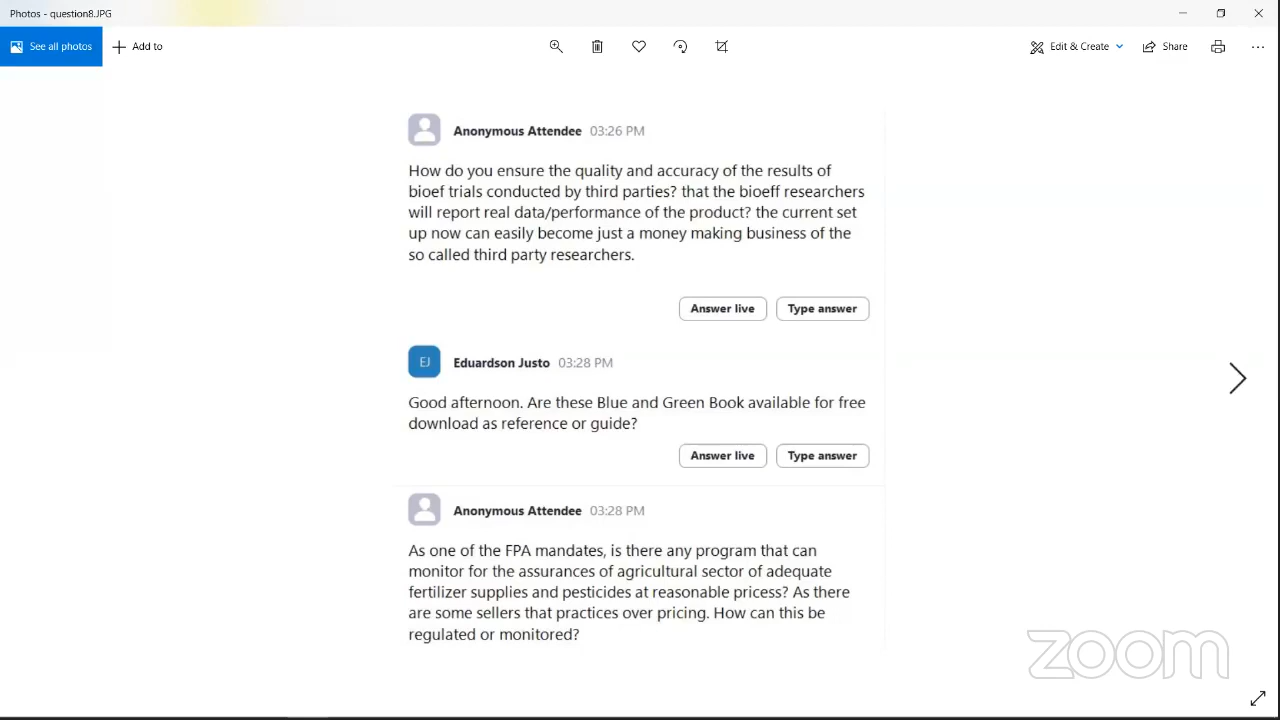 Photos - question8.JPG
See all photos
Add to
Edit & Create
Share
Anonymous Attendee 03:26 PM
How do you ensure the quality and accuracy of the results of
bioef trials conducted by third parties? that the bioeff researchers
will report real data/performance of the product? the current set
up now can easily become just a money making business of the
so called third party researchers.
Answer live Type answer
EJ Eduardson Justo 03:28 PM
Good afternoon. Are these Blue and Green Book available for free
download as reference or guide?
Answer live Type answer
Anonymous Attendee 03:28 PM
As one of the FPA mandates, is there any program that can
monitor for the assurances of agricultural sector of adequate
fertilizer supplies and pesticides at reasonable pricess? As there
are some sellers that practices over pricing. How can this be
regulated or monitored?
zoom